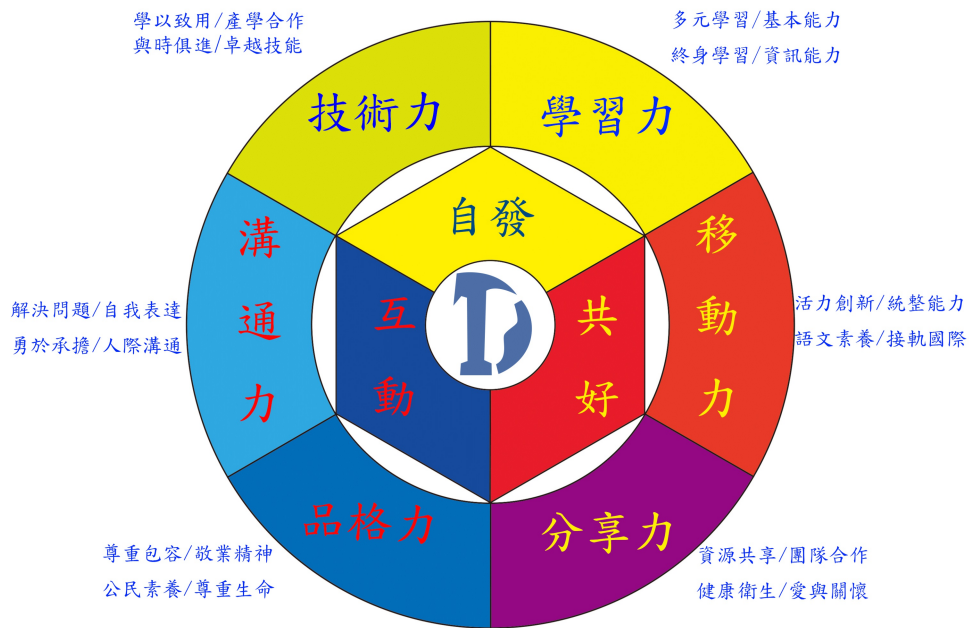 學以致用/產學合作
與時俱進/卓越技能
多元學習/基本能力
終身學習/資訊能力
技術力
學習力
自發
溝通力
互動
共好
移動力
解決問題/自我表達
勇於承擔/人際溝通
活力創新/統整能力
語文素養/接軌國際
品格力
分享力
尊重包容/敬業精神
公民素養/尊重生命
資源共享/團隊合作
健康衛生/愛與關懷